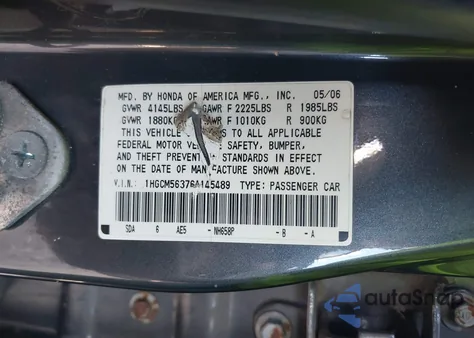 MFD. BY HONDA OF AMERICA MFG., INC. 05/06
GVWR 4145LBS GAWR F 2225LBS R 1985LBS
GVWR 1880KG GAWR F 1010KG R 900KG
THIS VEHICLE TO ALL APPLICABLE
FEDERAL MOTOR SAFETY, BUMPER,
AND THEFT STANDARDS IN EFFECT
ON THE DATE OF MANUFACTURE SHOWN ABOVE.
V.I.N.: TYPE: PASSENGER CAR
SDA 6 AE5 - NH658P - B - A
autoSnap